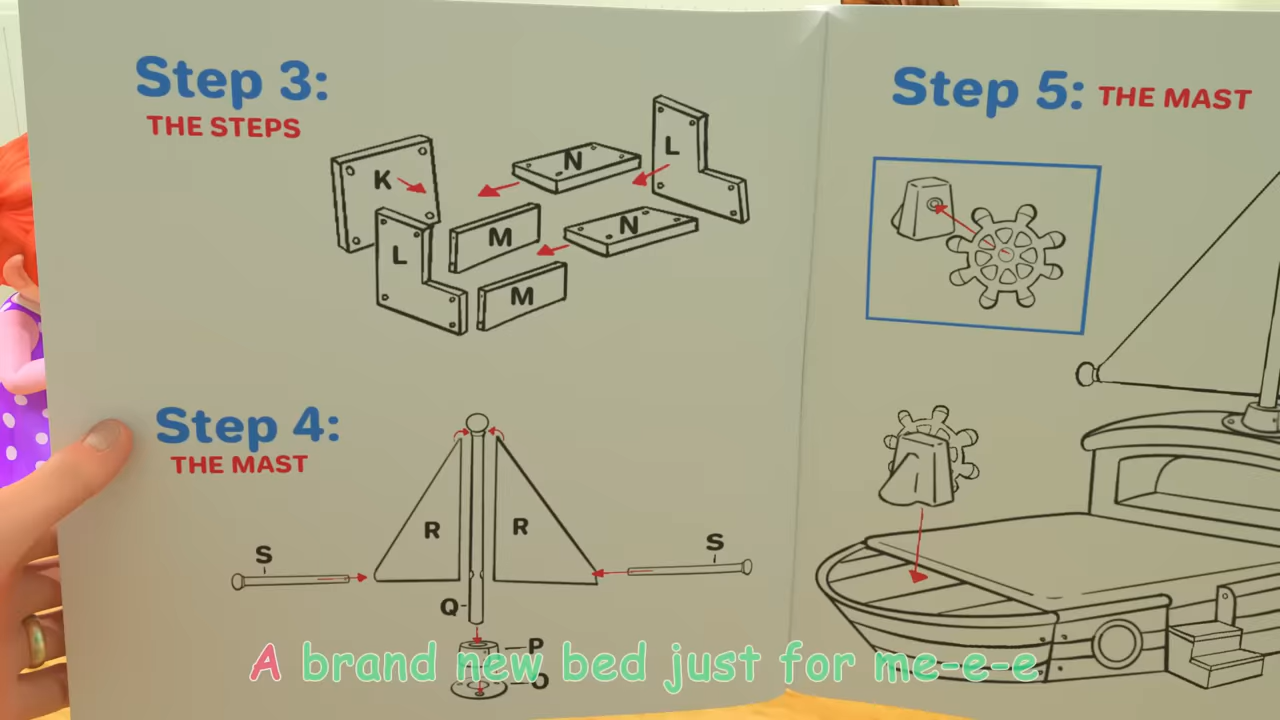 Step 3:
THE STEPS
K
N
L
L
M
N
M
Step 4:
THE MAST
R
R
S
S
Q
P
O
Step 5: THE MAST
A brand new bed just for me-e-e